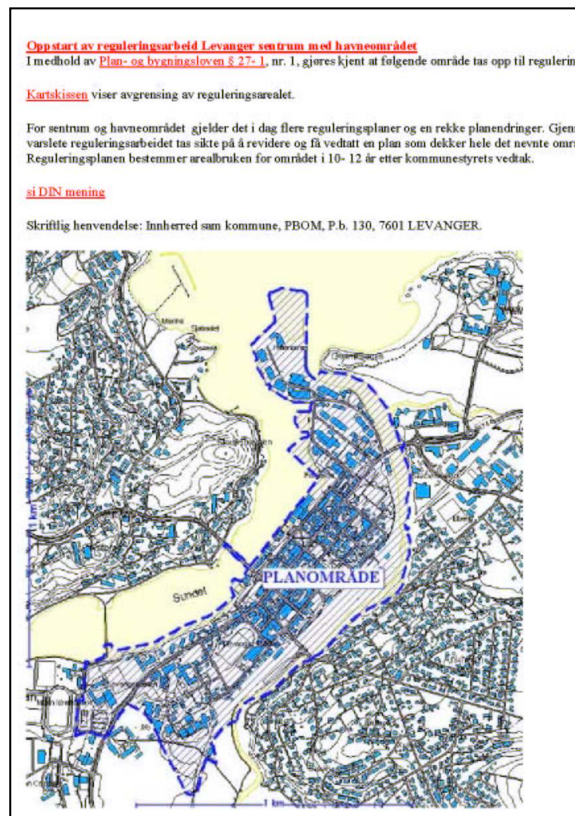 Oppstart av reguleringsarbeid Levanger sentrum med havneområdet
I medhold av Plan- og bygningsloven § 27- 1, nr. 1, gjøres kjent at følgende område tas opp til regulerin
Kartskissen viser avgrensing av reguleringsarealet.
For sentrum og havneområdet gjelder det i dag flere reguleringsplaner og en rekke planendringer. Gjenn
varslete reguleringsarbeidet tas sikte på å revidere og få vedtatt en plan som dekker hele det nevnte områ
Reguleringsplanen bestemmer arealbruken for området i 10- 12 år etter kommunestyrets vedtak.
si DIN mening
Skriftlig henvendelse: Innherred sam kommune, PBOM, P.b. 130, 7601 LEVANGER.
PLANOMRÅDE
Sundet
1 km
1 km